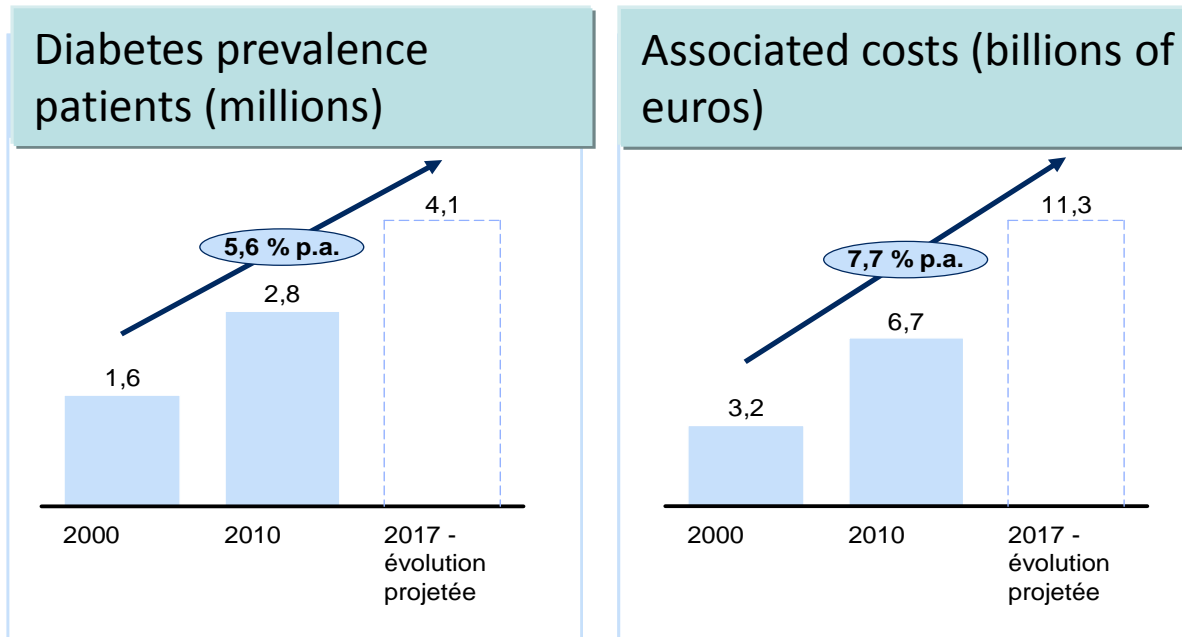 Diabetes prevalence
patients (millions)
4,1
5,6 % p.a.
2,8
1,6
2000
2010
2017 -
évolution
projetée
Associated costs (billions of
euros)
11,3
7,7 % p.a.
6,7
3,2
2000
2010
2017 -
évolution
projetée